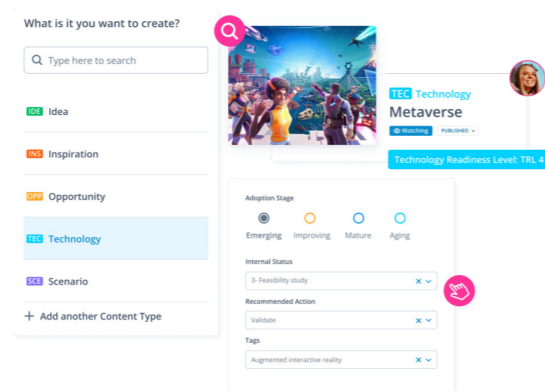 What is it you want to create?
Type here to search
IDE Idea
INS Inspiration
OPP Opportunity
TEC Technology
SCE Scenario
+ Add another Content Type
TEC Technology
Metaverse
Watching PUBLISHED
Technology Readiness Level: TRL 4
Adoption Stage
Emerging Improving Mature Aging
Internal Status
3- Feasibility study
Recommended Action
Validate
Tags
Augmented interactive reality